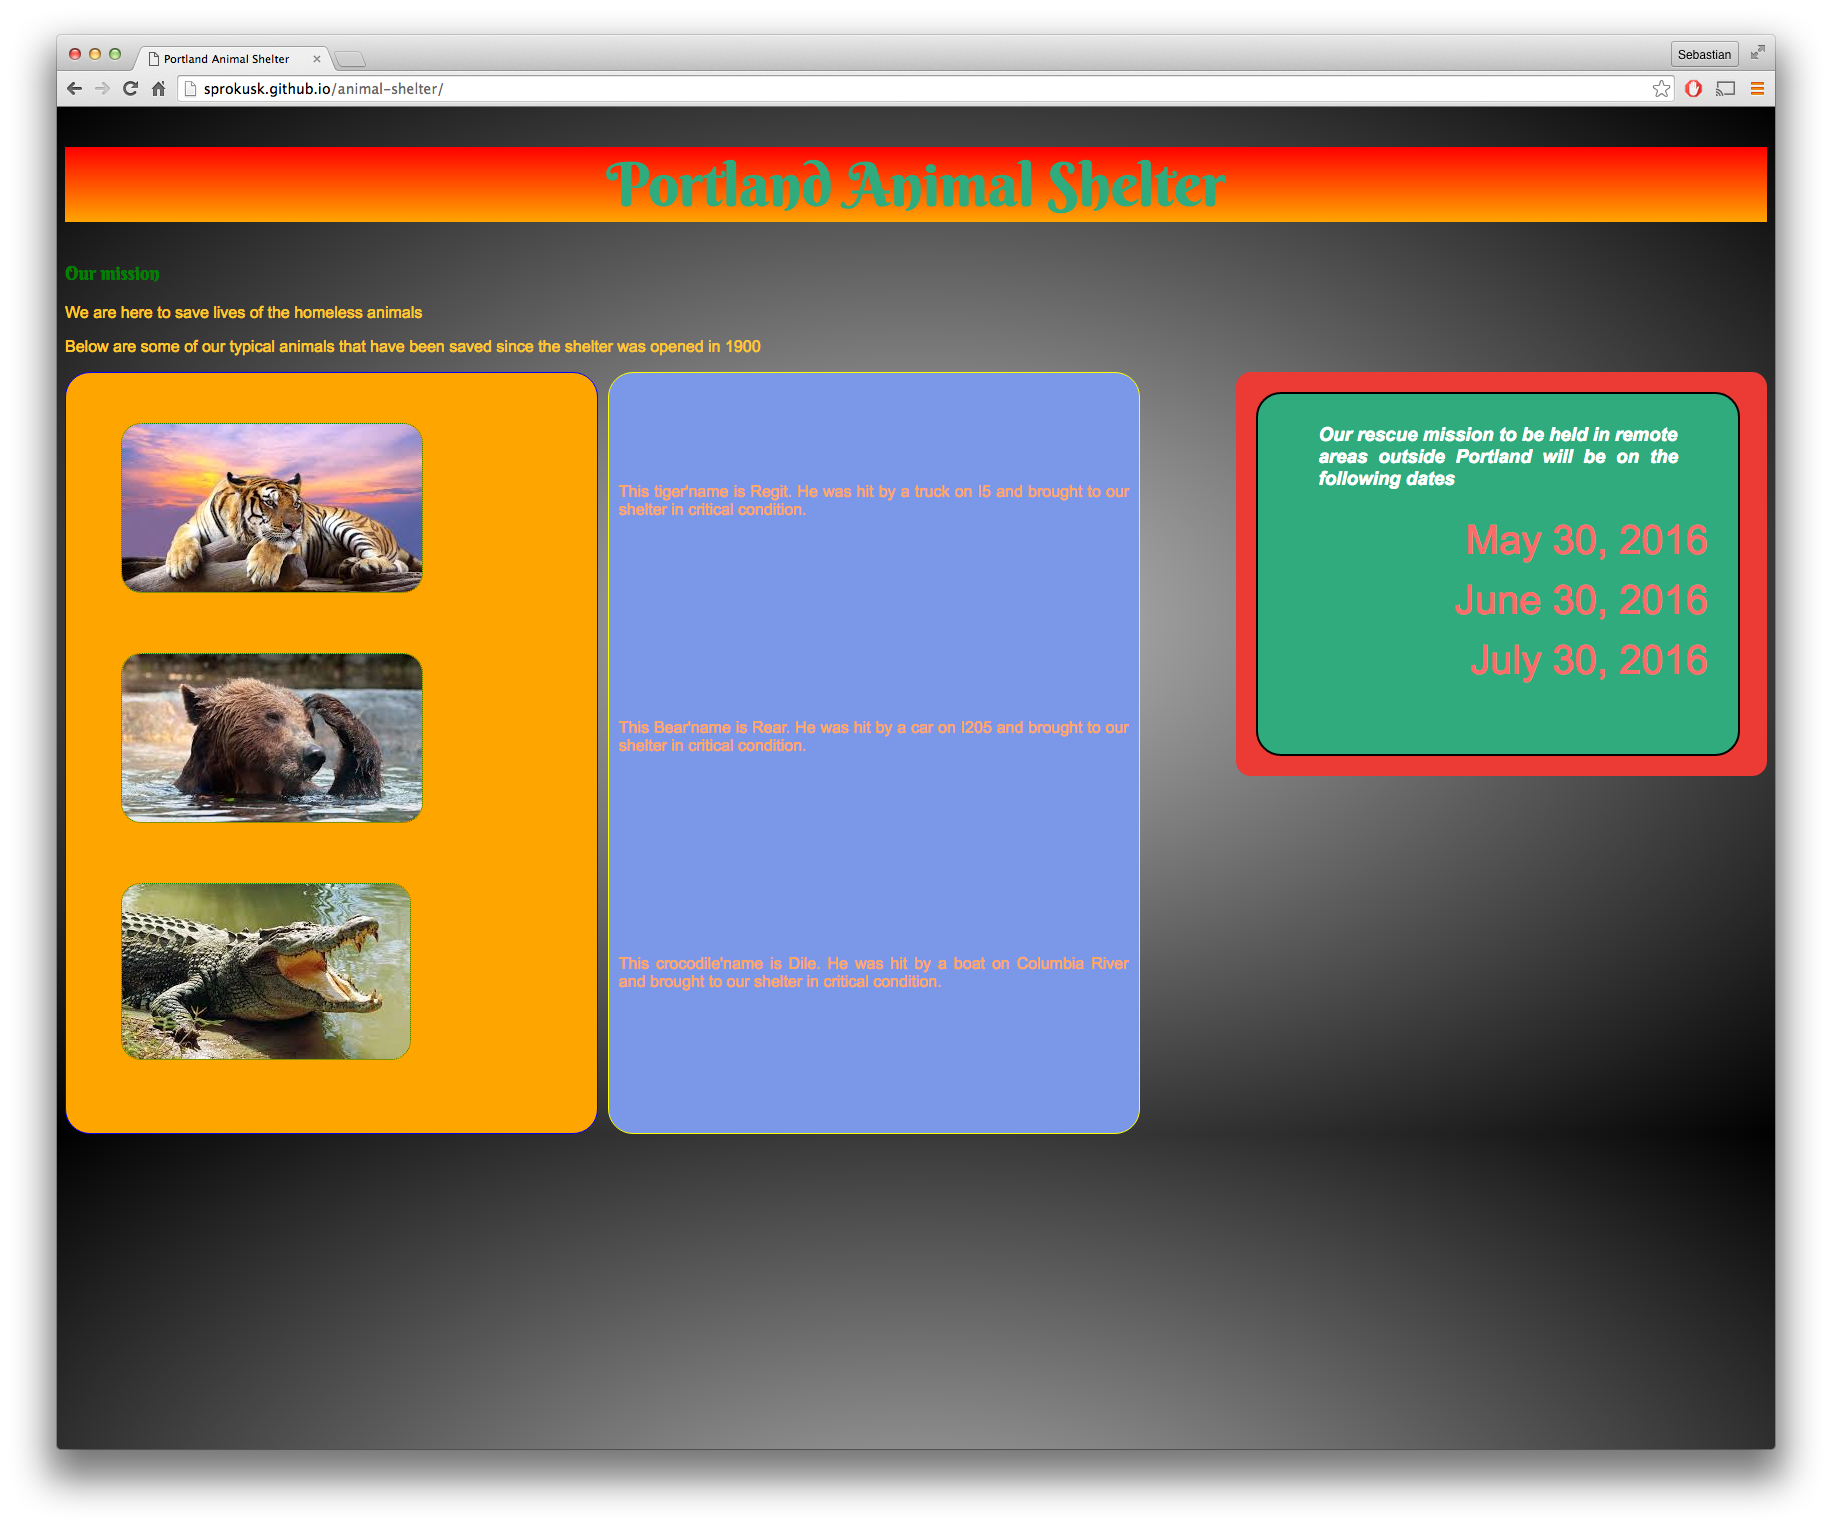 Portland Animal Shelter
Sebastian
sprokusk.github.io/animal-shelter/
Portland Animal Shelter
Our mission
We are here to save lives of the homeless animals
Below are some of our typical animals that have been saved since the shelter was opened in 1900
This tiger'name is Regit. He was hit by a truck on I5 and brought to our
shelter in critical condition.
This Bear'name is Rear. He was hit by a car on I205 and brought to our
shelter in critical condition.
This crocodile'name is Dile. He was hit by a boat on Columbia River
and brought to our shelter in critical condition.
Our rescue mission to be held in remote
areas outside Portland will be on the
following dates
May 30, 2016
June 30, 2016
July 30, 2016